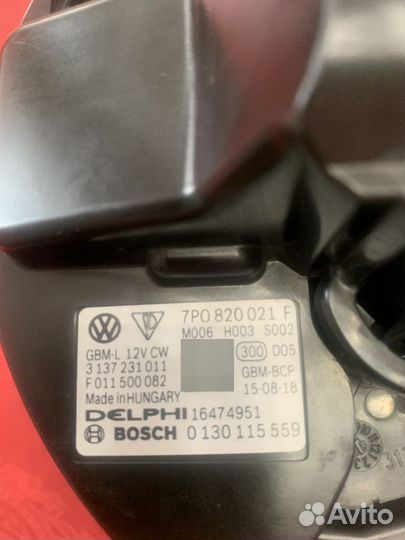 7P0 820 021 F
M006 H003 S002
GBM-L 12V CW
3 137 231 011
F 011 500 082
Made in HUNGARY
300 D05
GBM-BCP
15-08-18
DELPHI 16474951
BOSCH 0 130 115 559
Avito